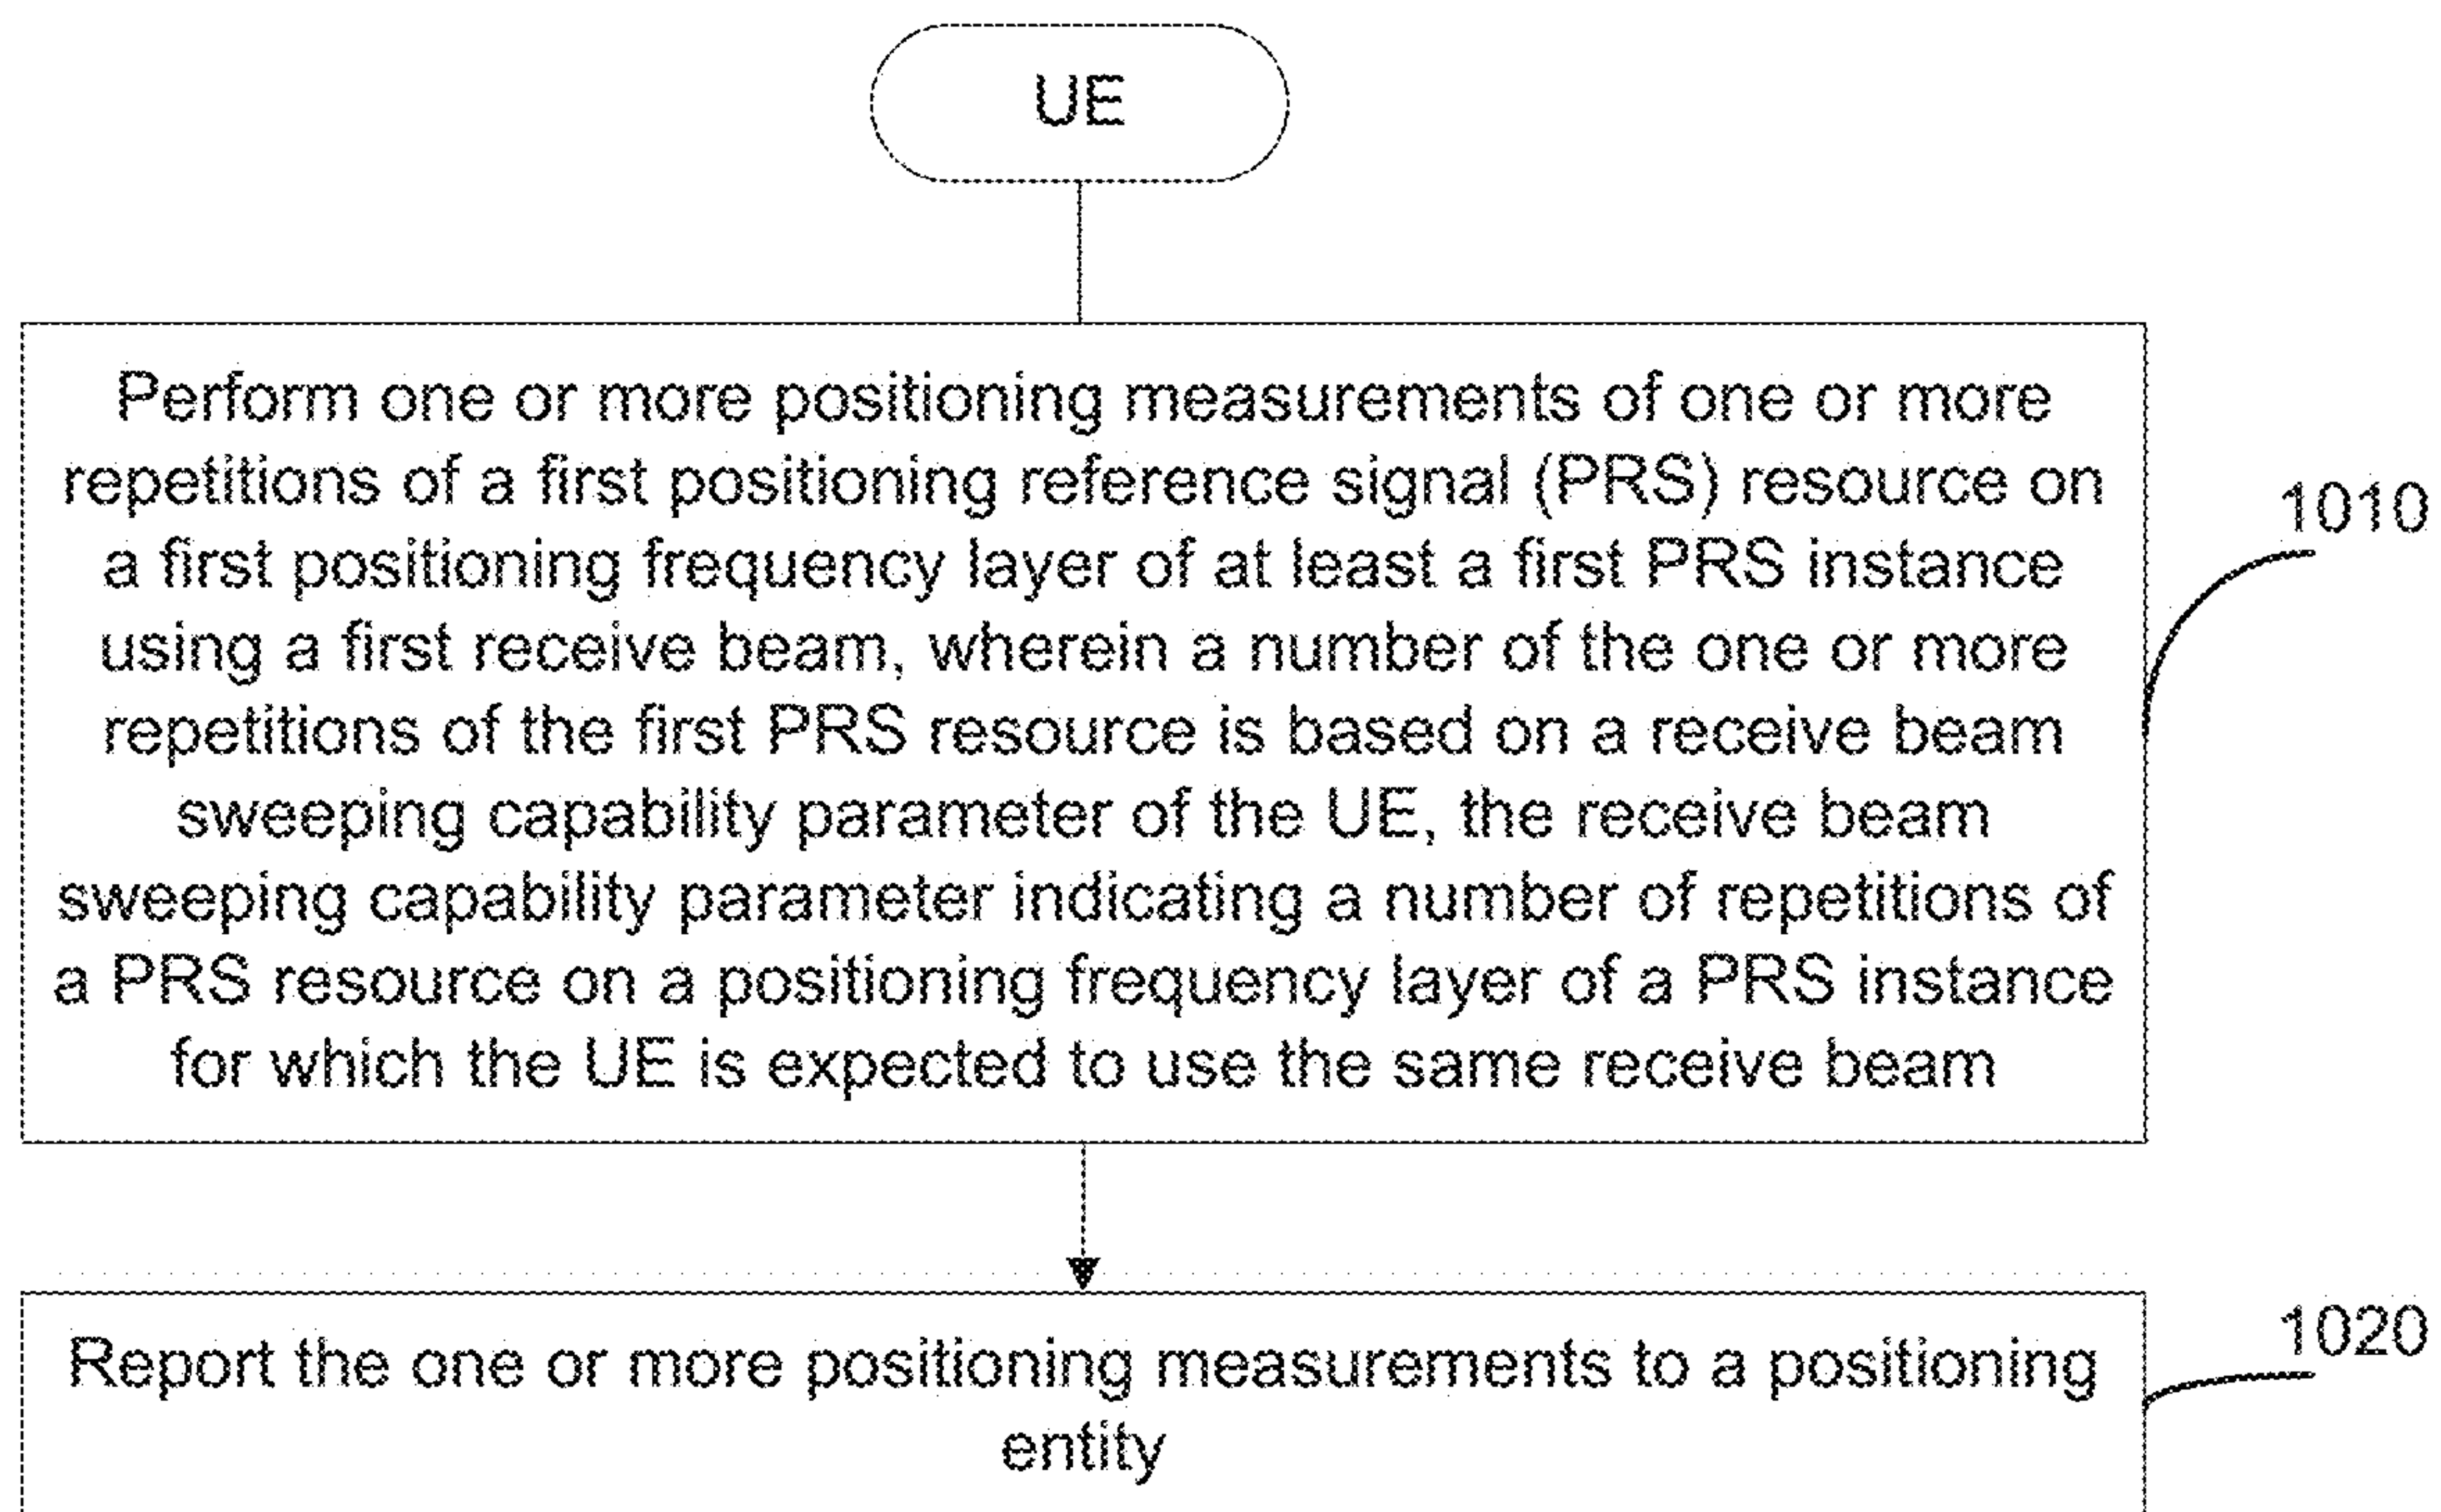 UE
Perform one or more positioning measurements of one or more
repetitions of a first positioning reference signal (PRS) resource on
a first positioning frequency layer of at least a first PRS instance
using a first receive beam, wherein a number of the one or more
repetitions of the first PRS resource is based on a receive beam
sweeping capability parameter of the UE, the receive beam
sweeping capability parameter indicating a number of repetitions of
a PRS resource on a positioning frequency layer of a PRS instance
for which the UE is expected to use the same receive beam
1010
Report the one or more positioning measurements to a positioning
entity
1020